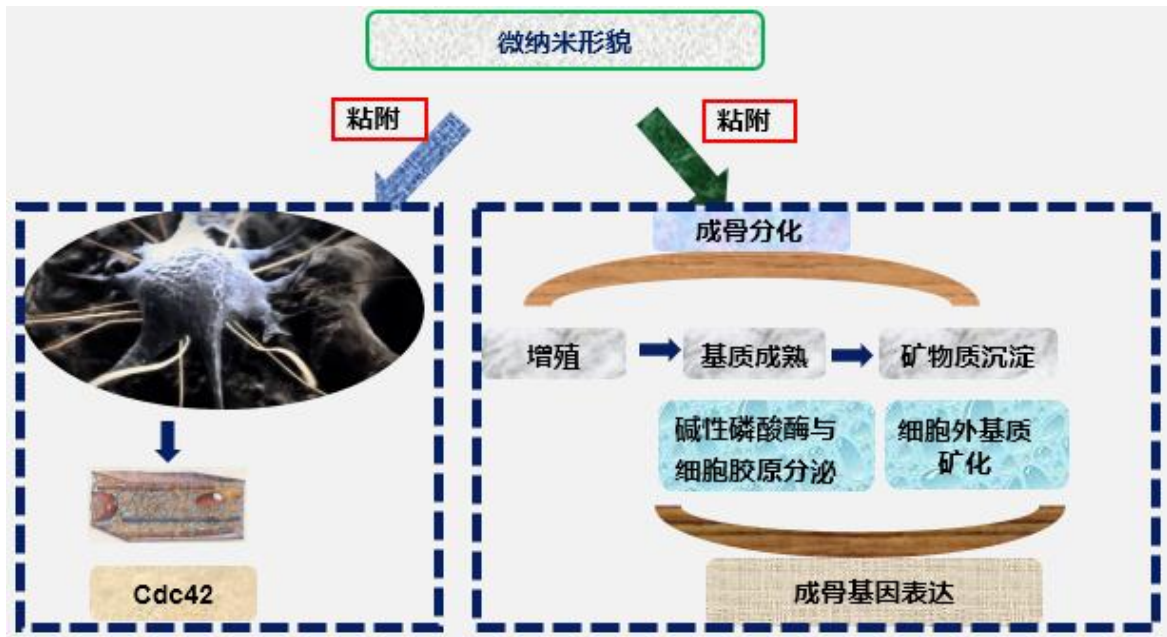 微纳米形貌
粘附
粘附
Cdc42
成骨分化
增殖
基质成熟
矿物质沉淀
碱性磷酸酶与
细胞胶原分泌
细胞外基质
矿化
成骨基因表达